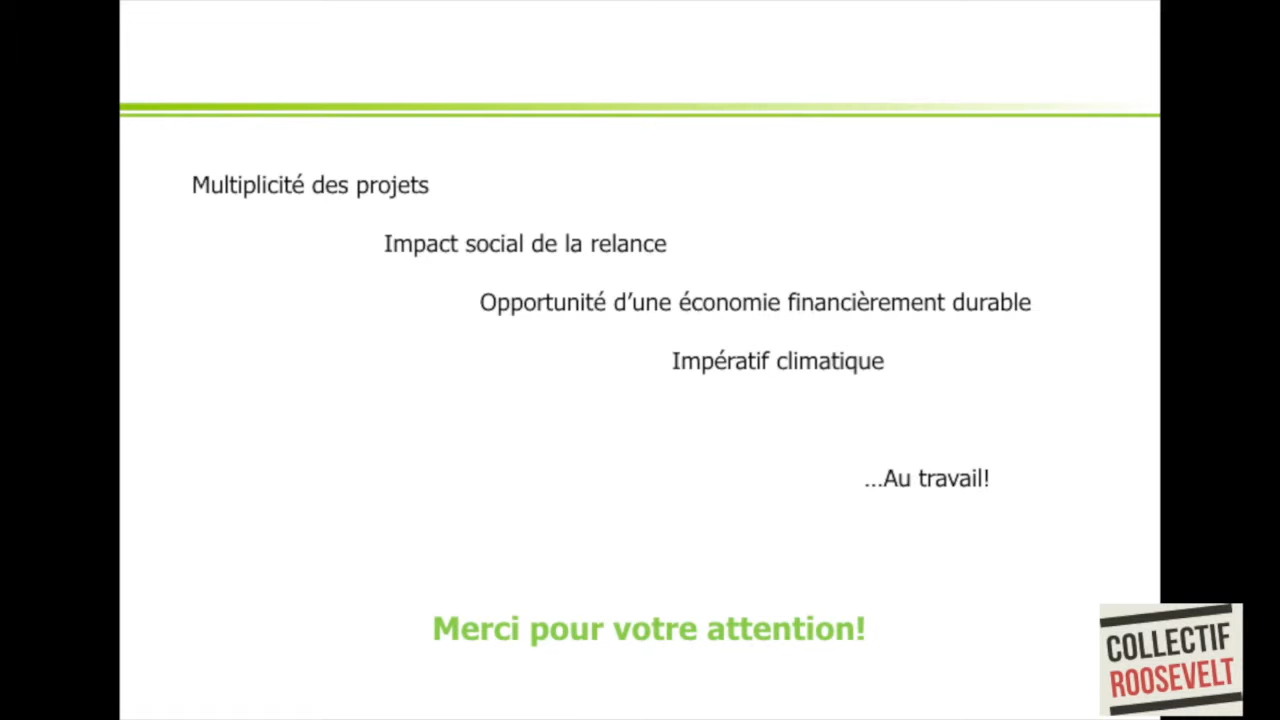 Multiplicité des projets
Impact social de la relance
Opportunité d’une économie financièrement durable
Impératif climatique
…Au travail!
Merci pour votre attention!
COLLECTIF
ROOSEVELT